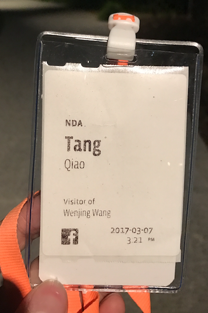 NDA
Tang
Qiao
Visitor of
Wenjing Wang
2017-03-07
3:21 PM